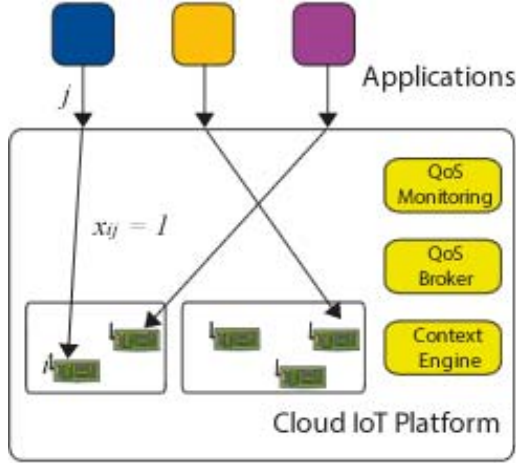 Applications
j
QoS
Monitoring
xij = 1
QoS
Broker
i
Context
Engine
Cloud IoT Platform